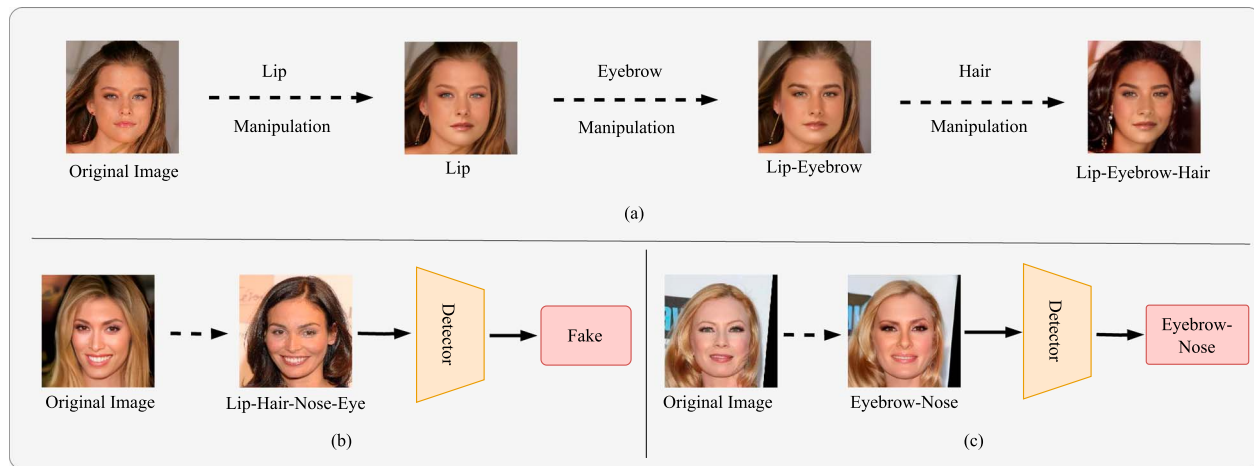 Lip
Manipulation
Eyebrow
Manipulation
Hair
Manipulation
Original Image
Lip
Lip-Eyebrow
Lip-Eyebrow-Hair
(a)
Detector
Fake
Original Image
Lip-Hair-Nose-Eye
(b)
Detector
Eyebrow-
Nose
Original Image
Eyebrow-Nose
(c)